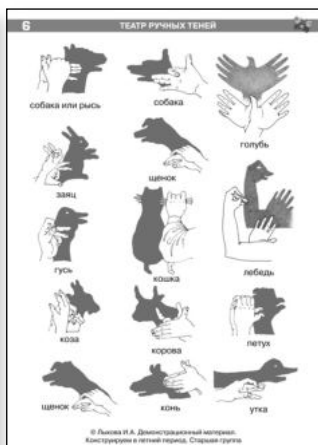 6 ТЕАТР РУЧНЫХ ТЕНЕЙ
собака или рысь
собака
голубь
заяц
щенок
гусь
кошка
лебедь
коза
корова
петух
щенок
конь
утка
© Лыкова И.А. Демонстрационный материал.
Конструируем в летний период. Старшая группа